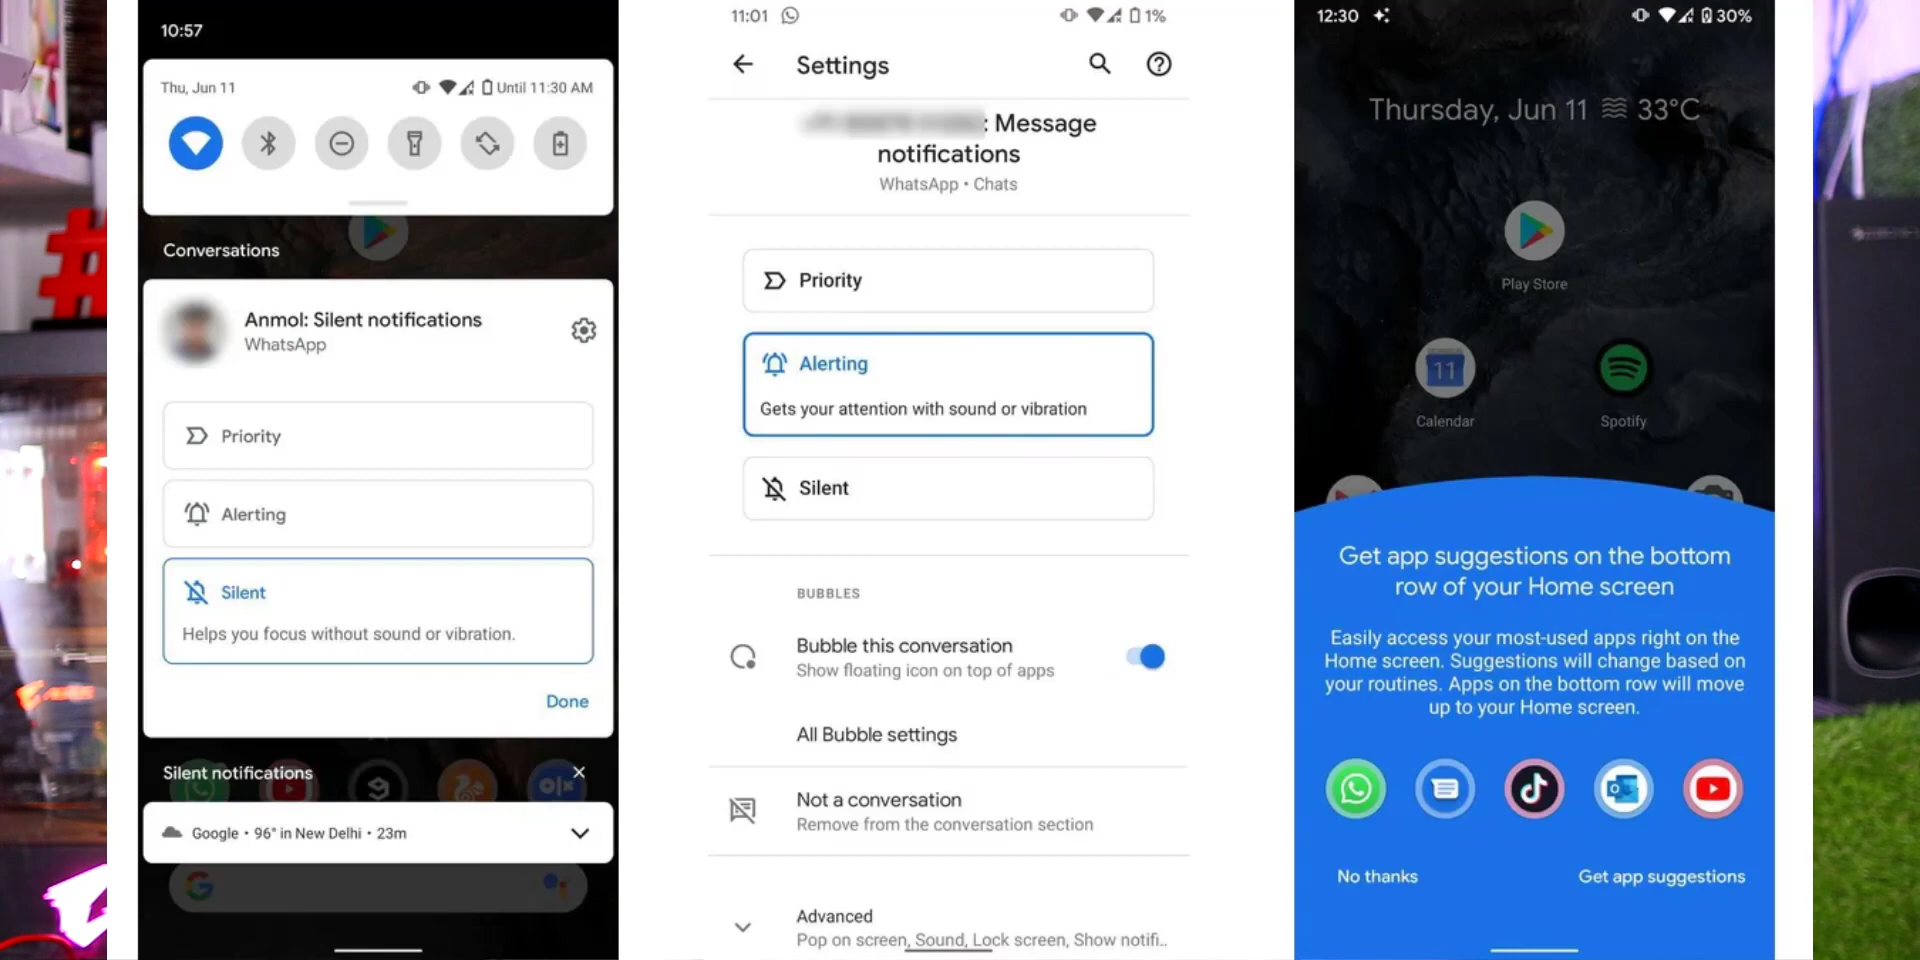 10:57
Thu, Jun 11
Until 11:30 AM
Conversations
Anmol: Silent notifications
WhatsApp
Priority
Alerting
Silent
Helps you focus without sound or vibration.
Done
Silent notifications
Google • 96° in New Delhi • 23m
11:01
1%
Settings
: Message
notifications
WhatsApp • Chats
Priority
Alerting
Gets your attention with sound or vibration
Silent
BUBBLES
Bubble this conversation
Show floating icon on top of apps
All Bubble settings
Not a conversation
Remove from the conversation section
Advanced
Pop on screen, Sound, Lock screen, Show notifi..
12:30
30%
Thursday, Jun 11
33°C
Play Store
11
Calendar
Spotify
Get app suggestions on the bottom
row of your Home screen
Easily access your most-used apps right on the
Home screen. Suggestions will change based on
your routines. Apps on the bottom row will move
up to your Home screen.
No thanks
Get app suggestions